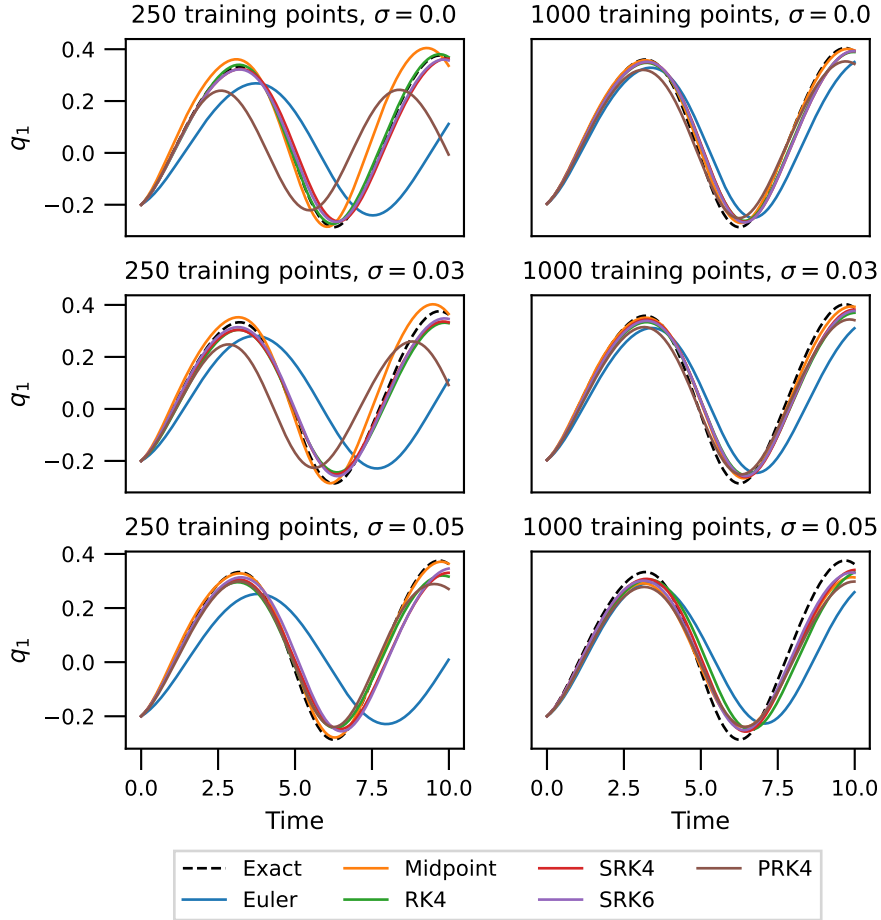 250 training points, σ = 0.0
1000 training points, σ = 0.0
0.4
0.2
0.0
−0.2
q1
250 training points, σ = 0.03
1000 training points, σ = 0.03
0.4
0.2
0.0
−0.2
q1
250 training points, σ = 0.05
1000 training points, σ = 0.05
0.4
0.2
0.0
−0.2
q1
0.0 2.5 5.0 7.5 10.0
0.0 2.5 5.0 7.5 10.0
Time
Time
Exact Midpoint SRK4 PRK4
Euler RK4 SRK6